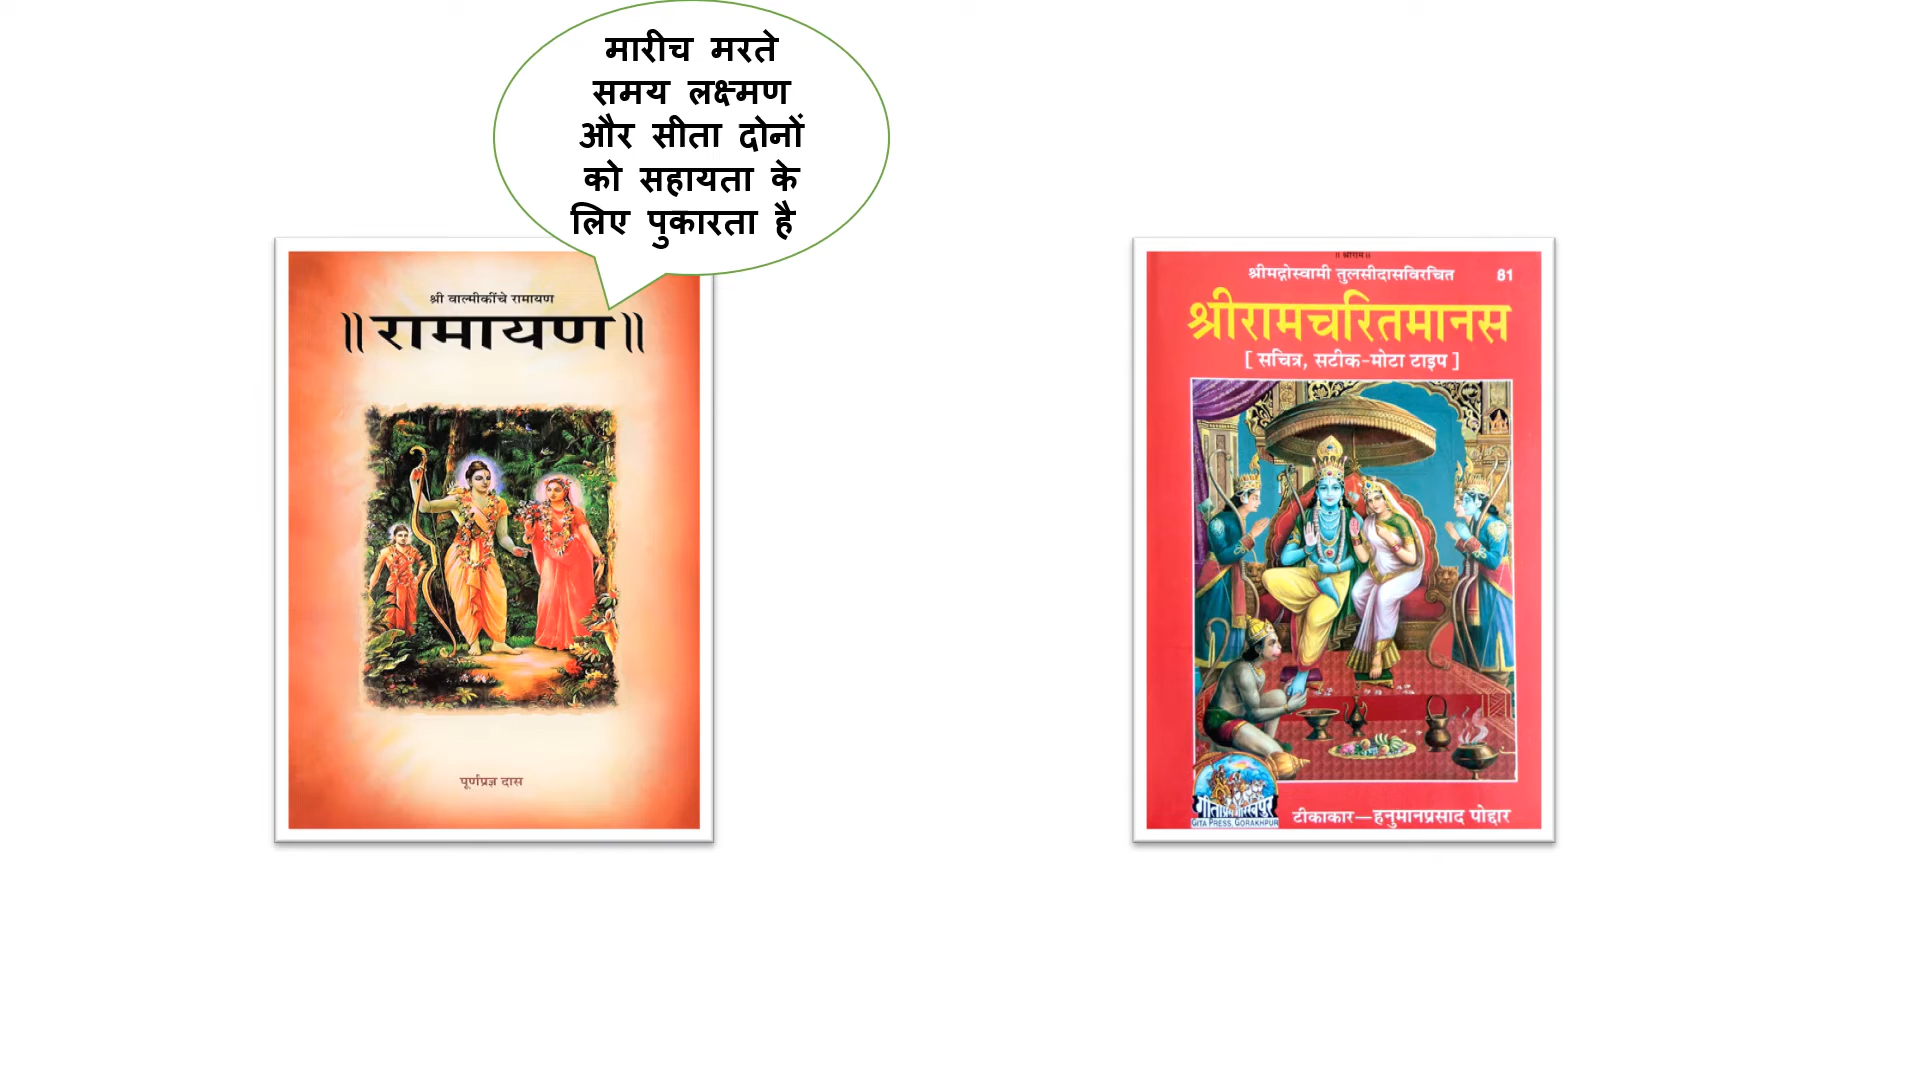 मारीच मरते
समय लक्ष्मण
और सीता दोनों
को सहायता के
लिए पुकारता है
श्री वाल्मीकींचे रामायण
॥रामायण॥
पूर्णप्रज्ञ दास
॥ श्रीराम॥
श्रीमद्गोस्वामी तुलसीदासविरचित 81
श्रीरामचरितमानस
[ सचित्र, सटीक-मोटा टाइप ]
गीताप्रेस गोरखपुर
GITA PRESS, GORAKHPUR
टीकाकार—हनुमानप्रसाद पोद्दार